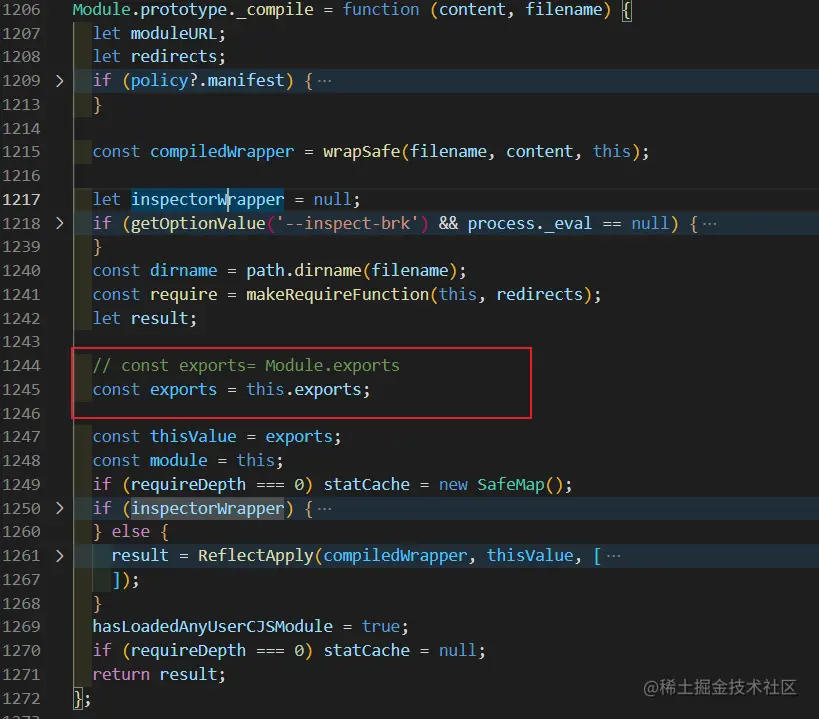 1206 Module.prototype._compile = function (content, filename) {
1207 let moduleURL;
1208 let redirects;
1209 > if (policy?.manifest) { ···
1213 }
1214
1215 const compiledWrapper = wrapSafe(filename, content, this);
1216
1217 let inspectorWrapper = null;
1218 > if (getOptionValue('--inspect-brk') && process._eval == null) { ···
1239 }
1240 const dirname = path.dirname(filename);
1241 const require = makeRequireFunction(this, redirects);
1242 let result;
1243
1244 // const exports= Module.exports
1245 const exports = this.exports;
1246
1247 const thisValue = exports;
1248 const module = this;
1249 if (requireDepth === 0) statCache = new SafeMap();
1250 > if (inspectorWrapper) { ···
1260 } else {
1261 > result = ReflectApply(compiledWrapper, thisValue, [ ···
1267 ]);
1268 }
1269 hasLoadedAnyUserCJSModule = true;
1270 if (requireDepth === 0) statCache = null;
1271 return result;
1272 };
@稀土掘金技术社区